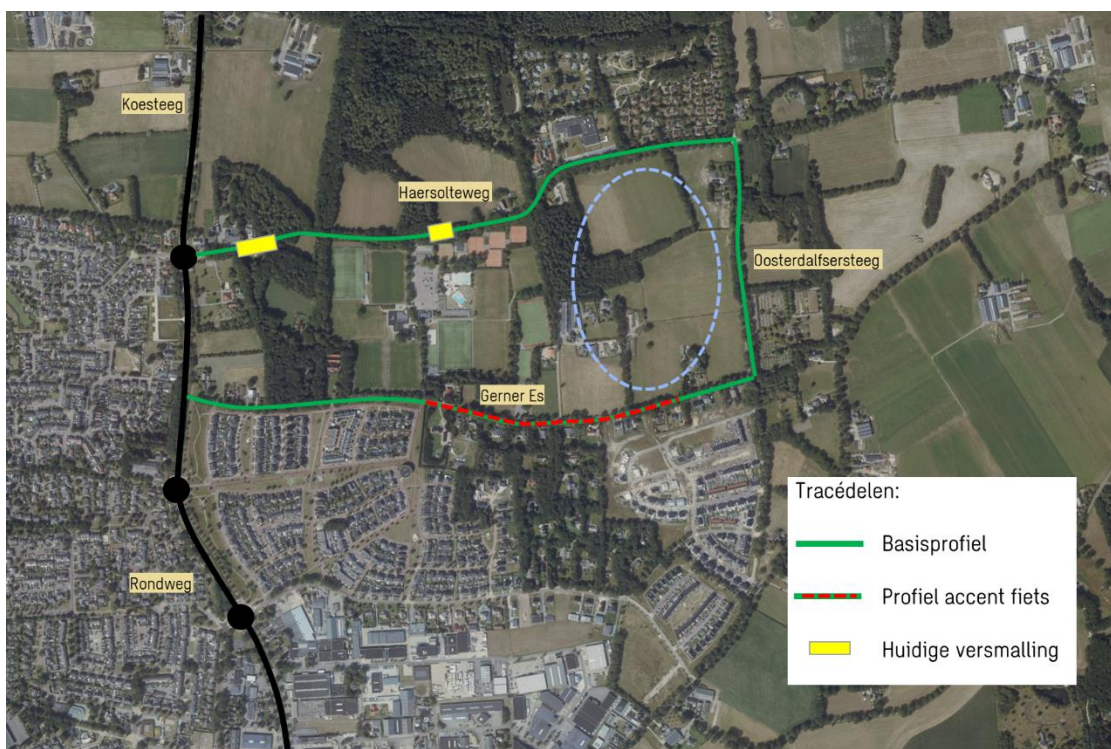 Koesteeg
Haersolteweg
Oosterdalfsersteeg
Gerner Es
Rondweg
Tracédelen:
Basisprofiel
Profiel accent fiets
Huidige versmalling